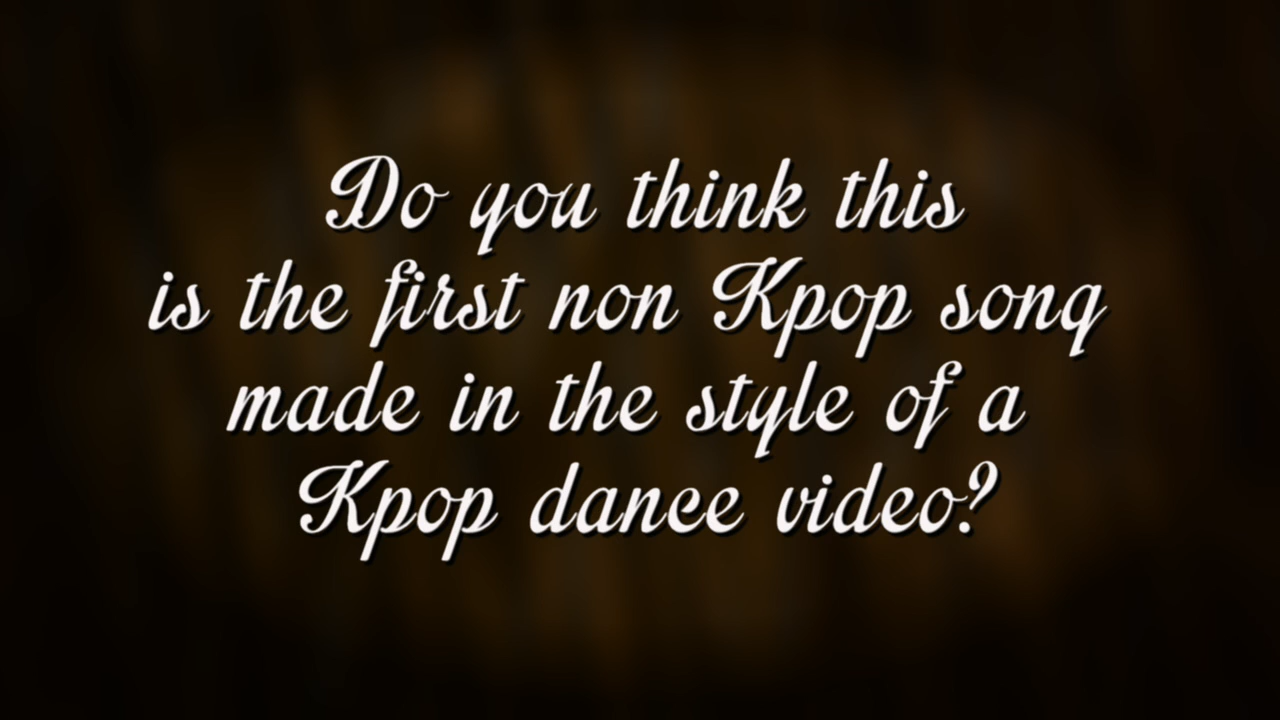 Do you think this
is the first non Kpop song
made in the style of a
Kpop dance video?